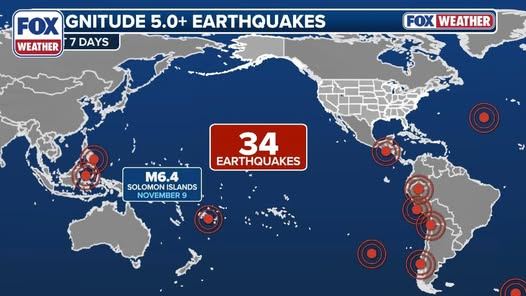 GNITUDE 5.0+ EARTHQUAKES
FOX WEATHER
FOX
WEATHER
7 DAYS
34
EARTHQUAKES
M6.4
SOLOMON ISLANDS
NOVEMBER 9